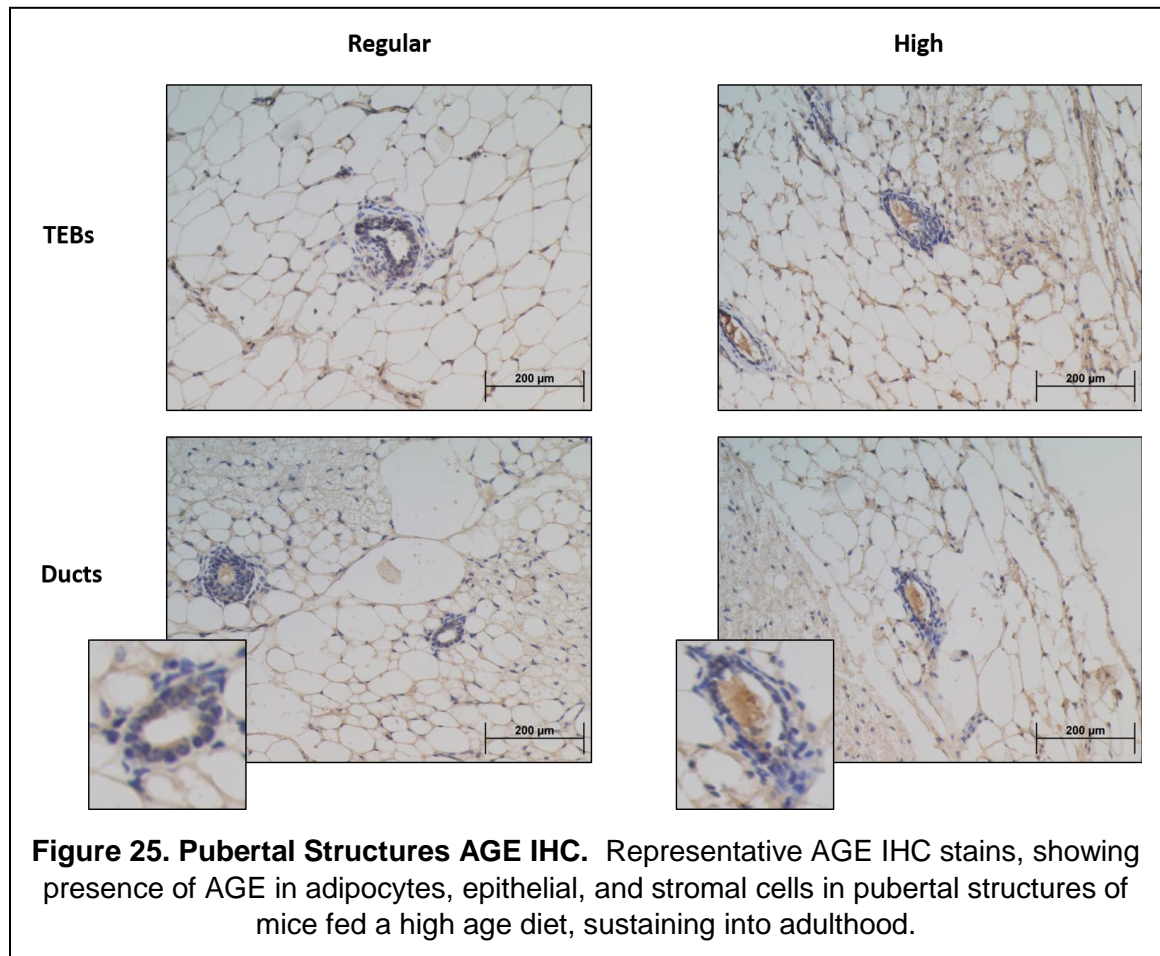 Regular
High
TEBs
200 µm
200 µm
Ducts
200 µm
200 µm
Figure 25. Pubertal Structures AGE IHC. Representative AGE IHC stains, showing
presence of AGE in adipocytes, epithelial, and stromal cells in pubertal structures of
mice fed a high age diet, sustaining into adulthood.